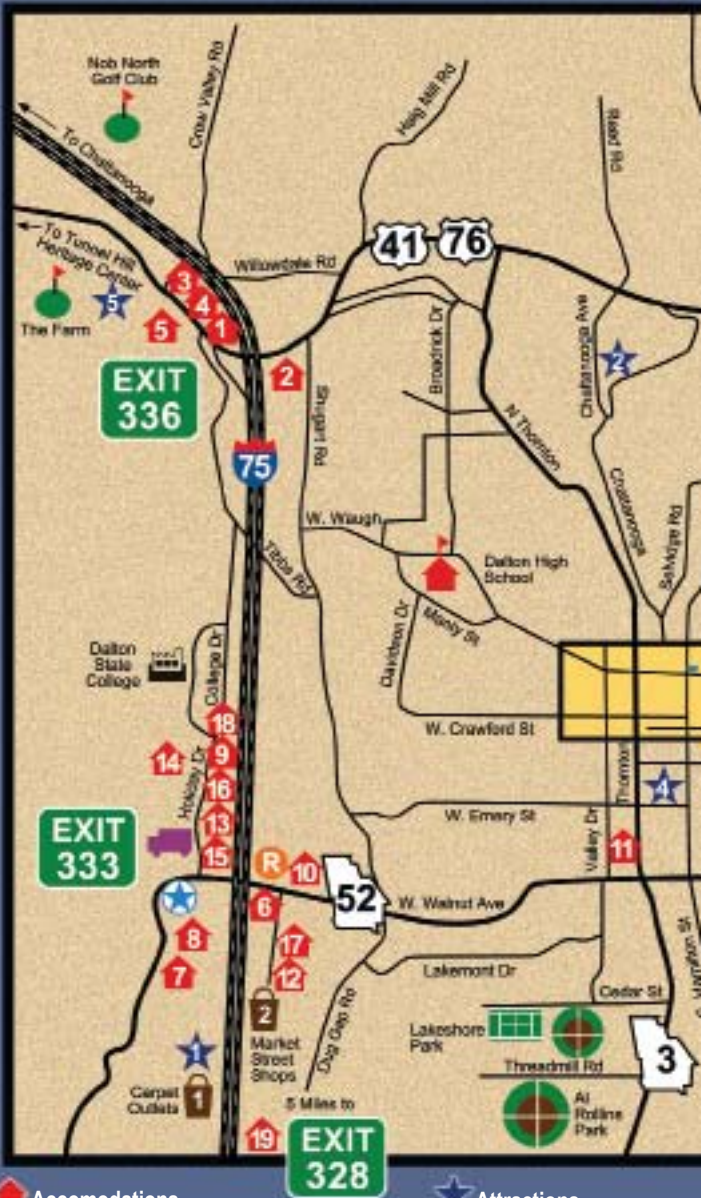 Nob North
Golf Club
Crow Valley Rd
Haig Mill Rd
Reed Rd
To Chattanooga
To Tunnel Hill
Heritage Center
Willowdale Rd
41
76
3
4
1
5
5
The Farm
2
2
EXIT
336
Shugart Rd
Broadrick Dr
Chattanooga Ave
N Thornton
75
Chattanooga
Selvidge Rd
W. Waugh
Tibbs Rd
Dalton High
School
Manly St
Davidson Dr
Dalton
State
College
College Dr
W. Crawford St
18
14
9
Holiday Dr
16
13
15
EXIT
333
Thornton
4
W. Emery St
Valley Dr
11
R
10
52
6
W. Walnut Ave
8
7
17
12
Lakemont Dr
Cedar St
S. Hamilton St
2
Market
Street
Shops
Dug Gap Rd
Lakeshore
Park
3
Threadmill Rd
1
Carpet
Outlets
1
Al
Rollins
Park
5 Miles to
19
EXIT
328
Accomodations
Attractions